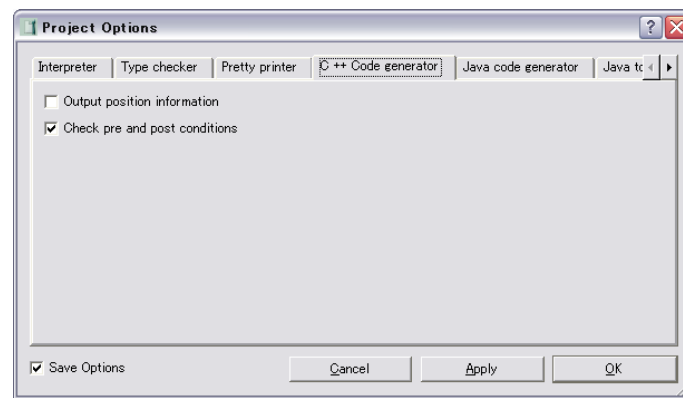 Project Options
Interpreter Type checker Pretty printer C ++ Code generator Java code generator Java
Output position information
Check pre and post conditions
Save Options Cancel Apply OK